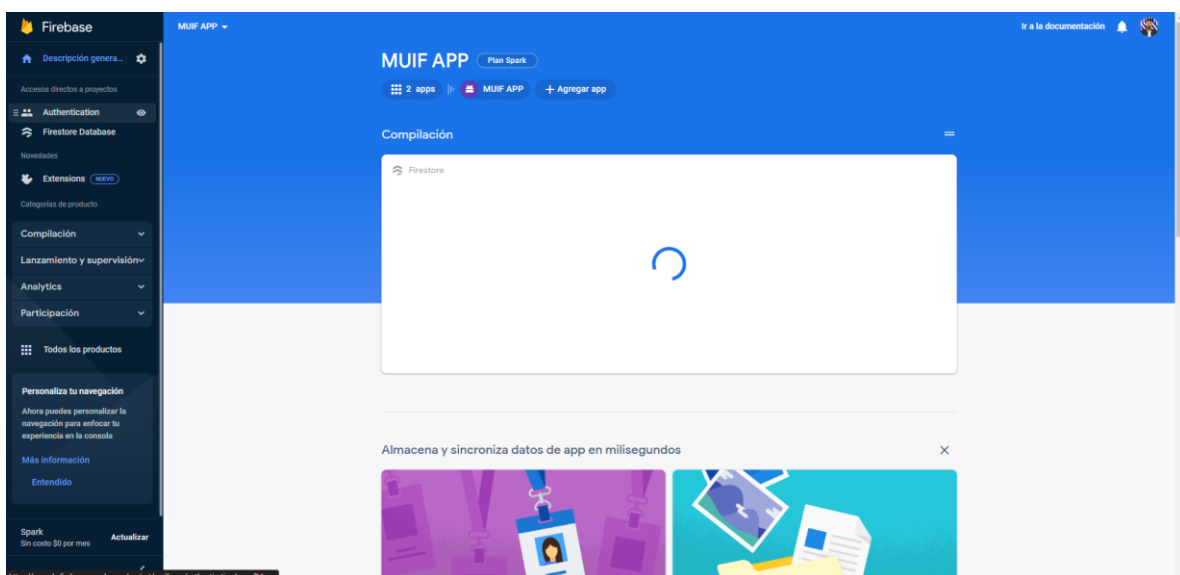 Firebase
MUIF APP
Ir a la documentación
Descripción genera...
Accesos directos a proyectos
Authentication
Firestore Database
Novedades
Extensions NUEVO
Categorías de producto
Compilación
Lanzamiento y supervisión
Analytics
Participación
Todos los productos
Personaliza tu navegación
Ahora puedes personalizar la
navegación para enfocar tu
experiencia en la consola
Más información
Entendido
Spark
Sin costo $0 por mes
Actualizar
MUIF APP Plan Spark
2 apps MUIF APP + Agregar app
Compilación
Firestore
Almacena y sincroniza datos de app en milisegundos